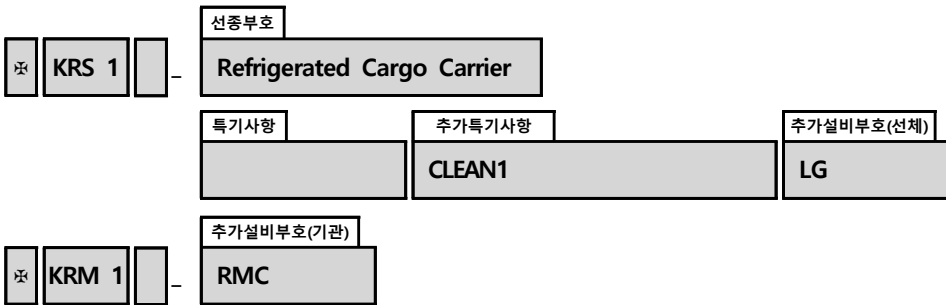 선종부호
✠ KRS 1 – Refrigerated Cargo Carrier
특기사항 추가특기사항 추가설비부호(선체)
CLEAN1 LG
추가설비부호(기관)
✠ KRM 1 – RMC